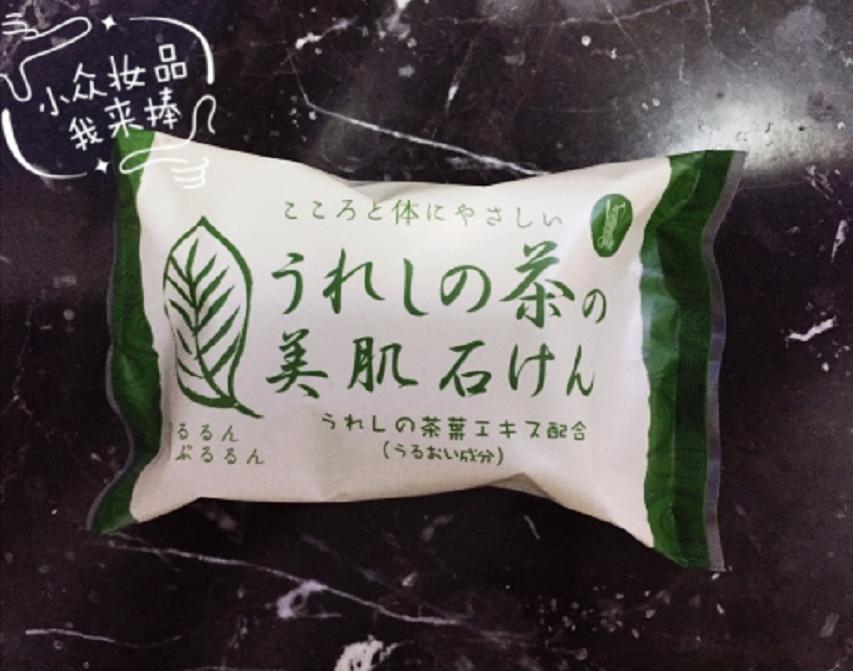 小众妆品
我来捧
こころと体にやさしい
うれしの茶の
美肌石けん
うれしの茶葉エキス配合
(うるおい成分)
るるん
ぷるるん